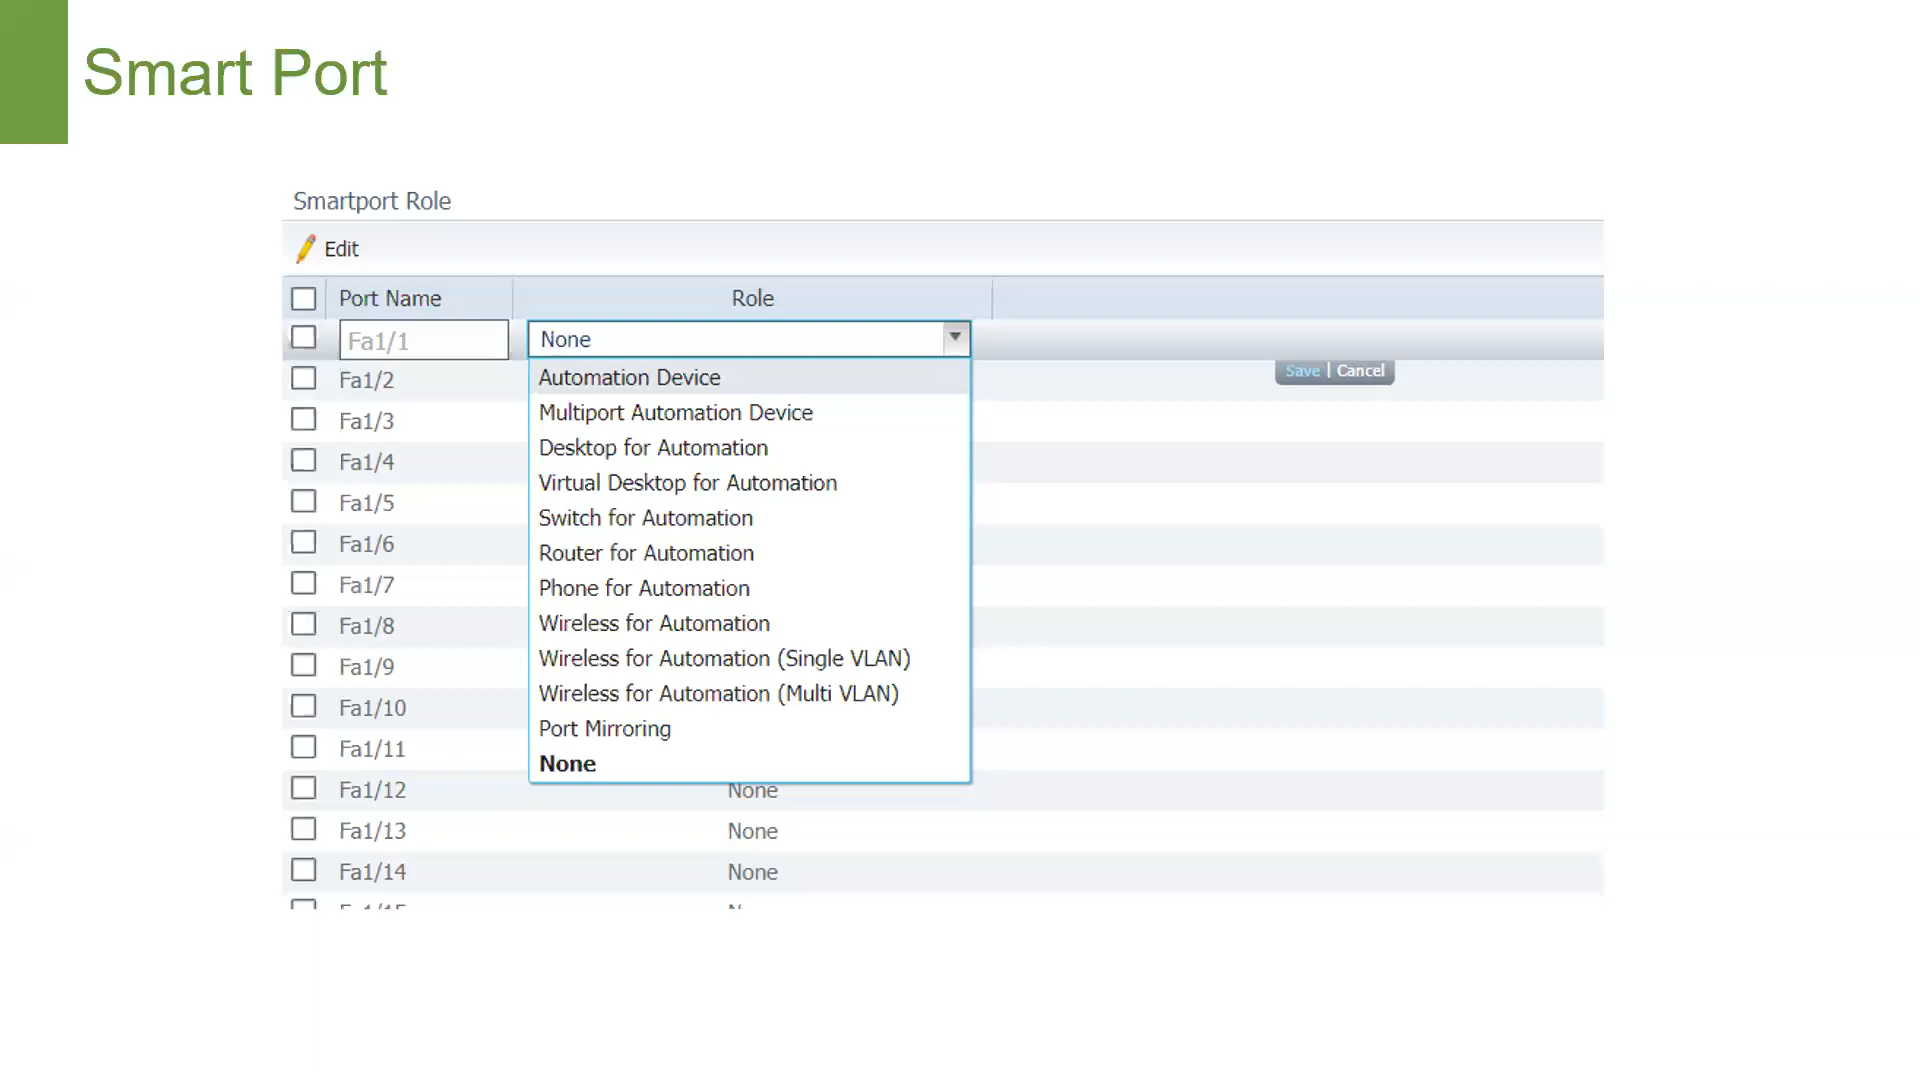 Smart Port
Smartport Role
Edit
Port Name Role
Fa1/1 None
Automation Device
Fa1/2
Save | Cancel
Multiport Automation Device
Fa1/3
Desktop for Automation
Fa1/4
Virtual Desktop for Automation
Fa1/5
Switch for Automation
Fa1/6
Router for Automation
Fa1/7
Phone for Automation
Fa1/8
Wireless for Automation
Fa1/9
Wireless for Automation (Single VLAN)
Fa1/10
Wireless for Automation (Multi VLAN)
Fa1/11
Port Mirroring
None
Fa1/12 None
Fa1/13 None
Fa1/14 None